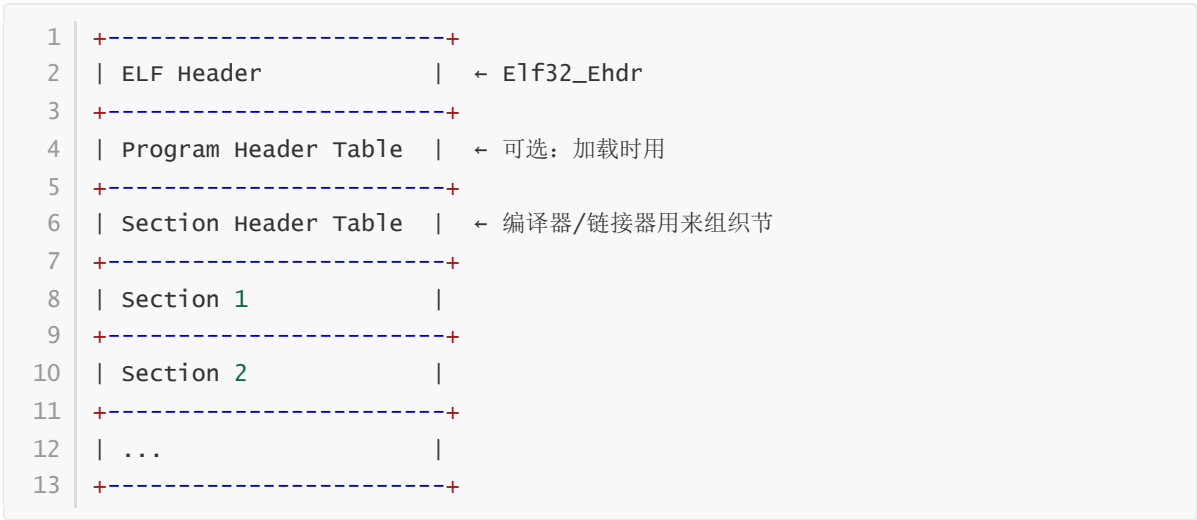 1 +------------------------+
2 | ELF Header             |  ← Elf32_Ehdr
3 +------------------------+
4 | Program Header Table  |  ← 可选：加载时用
5 +------------------------+
6 | Section Header Table  |  ← 编译器/链接器用来组织节
7 +------------------------+
8 | Section 1             |
9 +------------------------+
10 | Section 2             |
11 +------------------------+
12 | ...                   |
13 +------------------------+